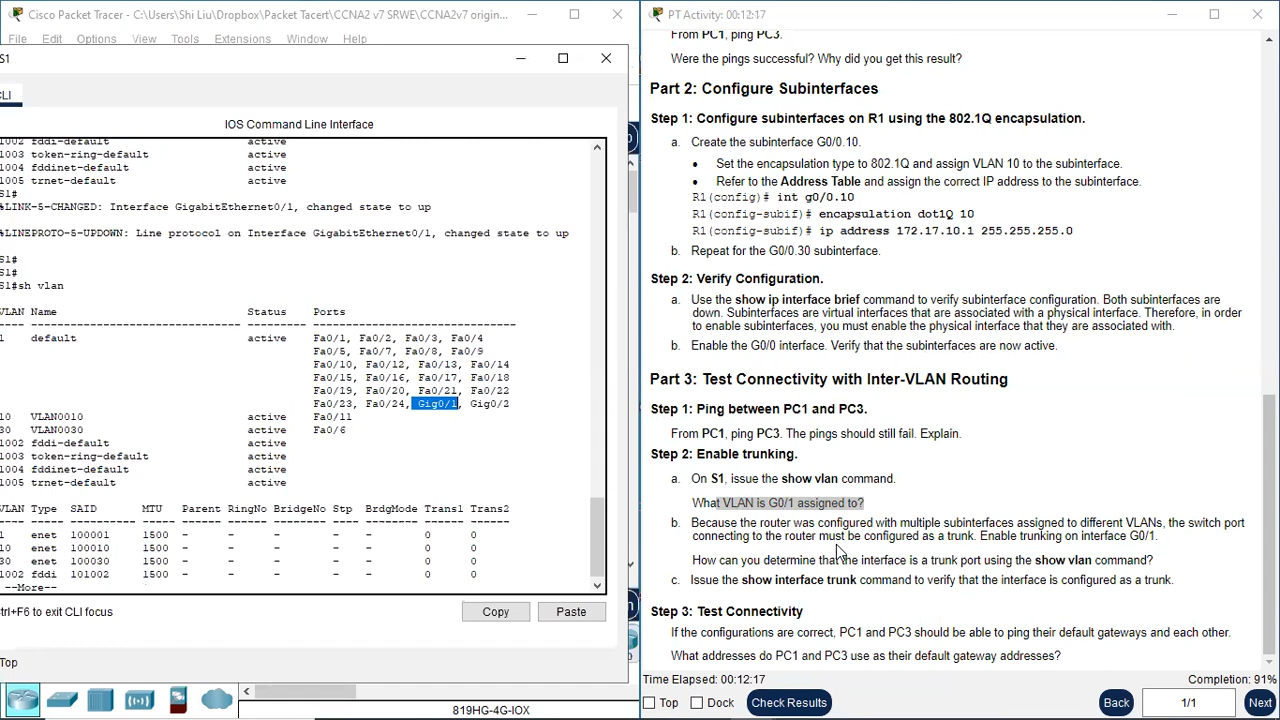 Cisco Packet Tracer - C:\Users\Shi Liu\Dropbox\Packet Tacert\CCNA2 v7 SRWE\CCNA2v7 origin...
File Edit Options View Tools Extensions Window Help
S1
CLI
IOS Command Line Interface
1002 fddi-default active
1003 token-ring-default active
1004 fddinet-default active
1005 trnet-default active
S1#
%LINK-5-CHANGED: Interface GigabitEthernet0/1, changed state to up
%LINEPROTO-5-UPDOWN: Line protocol on Interface GigabitEthernet0/1, changed state to up
S1#
S1#
S1#sh vlan
VLAN Name Status Ports
1 default active Fa0/1, Fa0/2, Fa0/3, Fa0/4
Fa0/5, Fa0/7, Fa0/8, Fa0/9
Fa0/10, Fa0/12, Fa0/13, Fa0/14
Fa0/15, Fa0/16, Fa0/17, Fa0/18
Fa0/19, Fa0/20, Fa0/21, Fa0/22
Fa0/23, Fa0/24, Gig0/1, Gig0/2
10 VLAN0010 active Fa0/11
30 VLAN0030 active Fa0/6
1002 fddi-default active
1003 token-ring-default active
1004 fddinet-default active
1005 trnet-default active
VLAN Type SAID MTU Parent RingNo BridgeNo Stp BrdgMode Trans1 Trans2
1 enet 100001 1500 - - - - - 0 0
10 enet 100010 1500 - - - - - 0 0
30 enet 100030 1500 - - - - - 0 0
1002 fddi 101002 1500 - - - - - 0 0
--More--
Ctrl+F6 to exit CLI focus
Copy Paste
Top
819HG-4G-IOX
PT Activity: 00:12:17
From PC1, ping PC3.
Were the pings successful? Why did you get this result?
Part 2: Configure Subinterfaces
Step 1: Configure subinterfaces on R1 using the 802.1Q encapsulation.
a. Create the subinterface G0/0.10.
• Set the encapsulation type to 802.1Q and assign VLAN 10 to the subinterface.
• Refer to the Address Table and assign the correct IP address to the subinterface.
R1(config)# int g0/0.10
R1(config-subif)# encapsulation dot1Q 10
R1(config-subif)# ip address 172.17.10.1 255.255.255.0
b. Repeat for the G0/0.30 subinterface.
Step 2: Verify Configuration.
a. Use the show ip interface brief command to verify subinterface configuration. Both subinterfaces are
down. Subinterfaces are virtual interfaces that are associated with a physical interface. Therefore, in order
to enable subinterfaces, you must enable the physical interface that they are associated with.
b. Enable the G0/0 interface. Verify that the subinterfaces are now active.
Part 3: Test Connectivity with Inter-VLAN Routing
Step 1: Ping between PC1 and PC3.
From PC1, ping PC3. The pings should still fail. Explain.
Step 2: Enable trunking.
a. On S1, issue the show vlan command.
What VLAN is G0/1 assigned to?
b. Because the router was configured with multiple subinterfaces assigned to different VLANs, the switch port
connecting to the router must be configured as a trunk. Enable trunking on interface G0/1.
How can you determine that the interface is a trunk port using the show vlan command?
c. Issue the show interface trunk command to verify that the interface is configured as a trunk.
Step 3: Test Connectivity
If the configurations are correct, PC1 and PC3 should be able to ping their default gateways and each other.
What addresses do PC1 and PC3 use as their default gateway addresses?
Time Elapsed: 00:12:17 Completion: 91%
Top Dock Check Results Back 1/1 Next